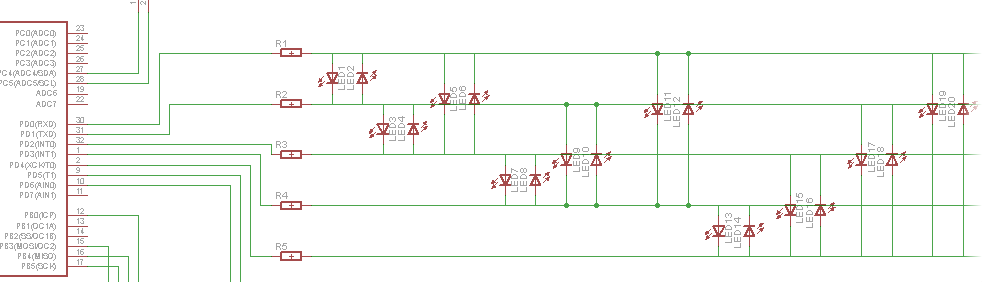 1
2
PC0(ADC0)
23
PC1(ADC1)
24
PC2(ADC2)
25
PC3(ADC3)
26
PC4(ADC4/SDA)
27
PC5(ADC5/SCL)
28
ADC6
19
ADC7
22
PD0(RXD)
30
PD1(TXD)
31
PD2(INT0)
32
PD3(INT1)
1
PD4(XCK/T0)
2
PD5(T1)
9
PD6(AIN0)
10
PD7(AIN1)
11
PB0(ICP)
12
PB1(OC1A)
13
PB2(SS/OC1B)
14
PB3(MOSI/OC2)
15
PB4(MISO)
16
PB5(SCK)
17
R1
R2
R3
R4
R5
LED1
LED2
LED3
LED4
LED5
LED6
LED7
LED8
LED9
LED10
LED11
LED12
LED13
LED14
LED15
LED16
LED17
LED18
LED19
LED20